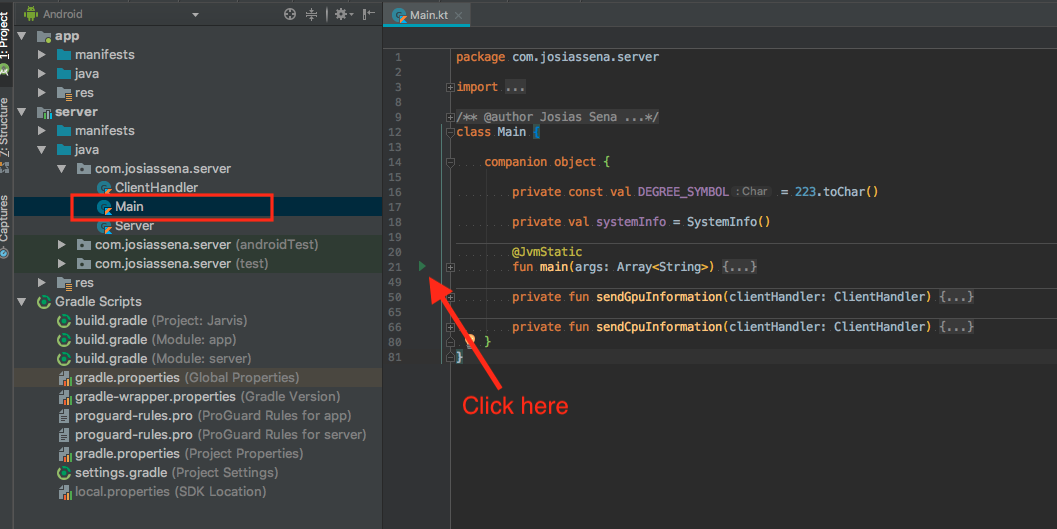 Android
1: Project
app
manifests
java
res
server
manifests
java
com.josiassena.server
ClientHandler
Main
Server
com.josiassena.server (androidTest)
com.josiassena.server (test)
res
Gradle Scripts
build.gradle (Project: Jarvis)
build.gradle (Module: app)
build.gradle (Module: server)
gradle.properties (Global Properties)
gradle-wrapper.properties (Gradle Version)
proguard-rules.pro (ProGuard Rules for app)
proguard-rules.pro (ProGuard Rules for server)
gradle.properties (Project Properties)
settings.gradle (Project Settings)
local.properties (SDK Location)
Z: Structure
Captures
Main.kt
1 package com.josiassena.server
2
3 import ...
8
9 /** @author Josias Sena ...*/
12 class Main {
13
14 companion object {
15
16 private const val DEGREE_SYMBOL : Char = 223.toChar()
17
18 private val systemInfo = SystemInfo()
19
20 @JvmStatic
21 fun main(args: Array<String>) {...}
49
50 private fun sendGpuInformation(clientHandler: ClientHandler) {...}
65
66 private fun sendCpuInformation(clientHandler: ClientHandler) {...}
80 }
81 }
Click here